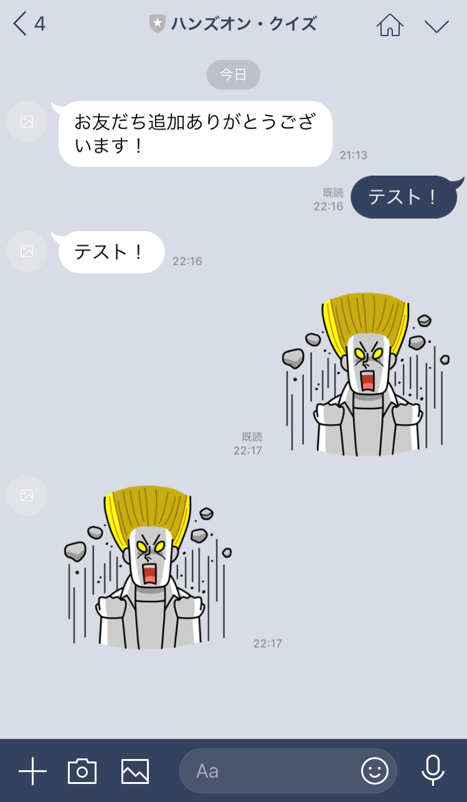 4
ハンズオン・クイズ
今日
お友だち追加ありがとうござ
います！
21:13
既読
22:16
テスト！
テスト！
22:16
既読
22:17
22:17
Aa